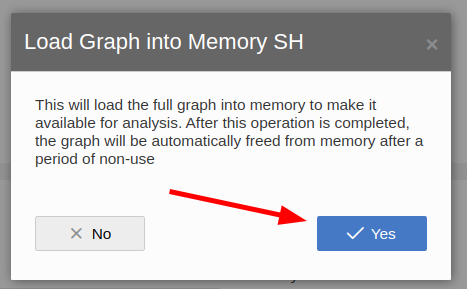 Load Graph into Memory SH
This will load the full graph into memory to make it
available for analysis. After this operation is completed,
the graph will be automatically freed from memory after a
period of non-use
No
Yes